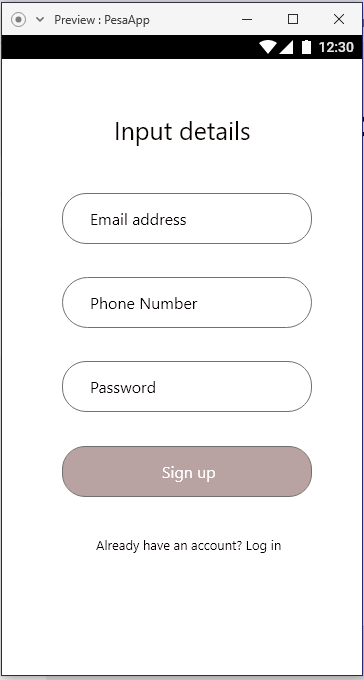 Preview : PesaApp
12:30
Input details
Email address
Phone Number
Password
Sign up
Already have an account? Log in